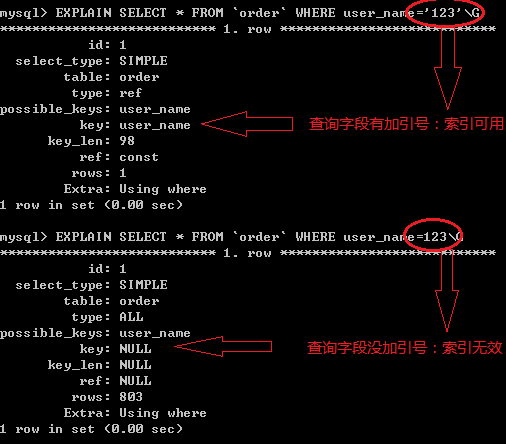 mysql> EXPLAIN SELECT * FROM `order` WHERE user_name='123'\G
*************************** 1. row ***************************
id: 1
select_type: SIMPLE
table: order
type: ref
possible_keys: user_name
key: user_name
查询字段有加引号：索引可用
key_len: 98
ref: const
rows: 1
Extra: Using where
1 row in set (0.00 sec)
mysql> EXPLAIN SELECT * FROM `order` WHERE user_name=123\G
*************************** 1. row ***************************
id: 1
select_type: SIMPLE
table: order
type: ALL
possible_keys: user_name
key: NULL
查询字段没加引号：索引无效
key_len: NULL
ref: NULL
rows: 803
Extra: Using where
1 row in set (0.00 sec)